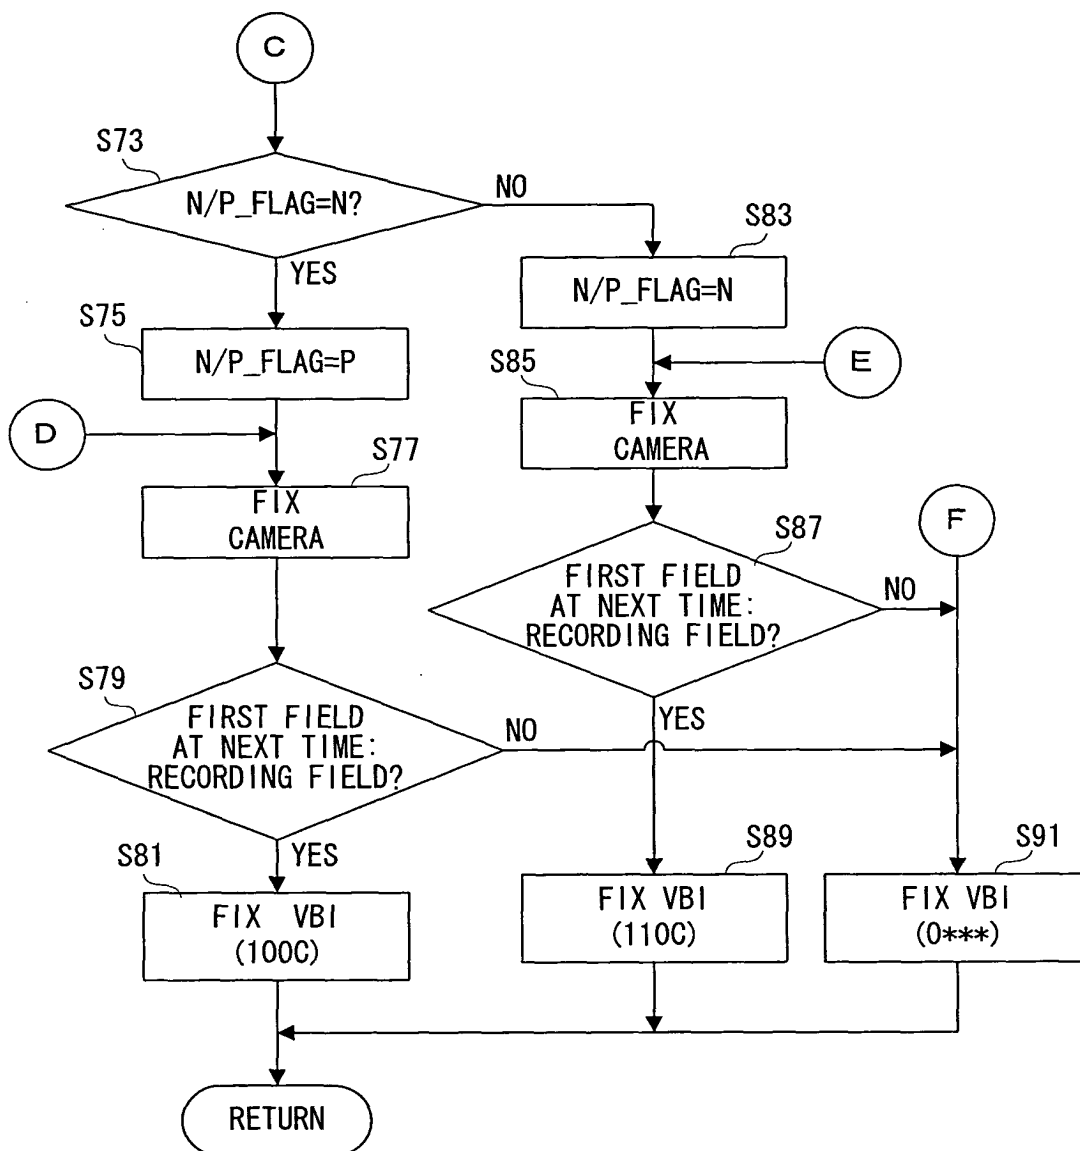 C
S73
N/P_FLAG=N?
NO
YES
S83
N/P_FLAG=N
S75
N/P_FLAG=P
E
S85
FIX
CAMERA
D
S77
FIX
CAMERA
F
S87
FIRST FIELD
AT NEXT TIME:
RECORDING FIELD?
NO
YES
S79
FIRST FIELD
AT NEXT TIME:
RECORDING FIELD?
NO
YES
S81
FIX VBI
(100C)
S89
FIX VBI
(110C)
S91
FIX VBI
(0***)
RETURN